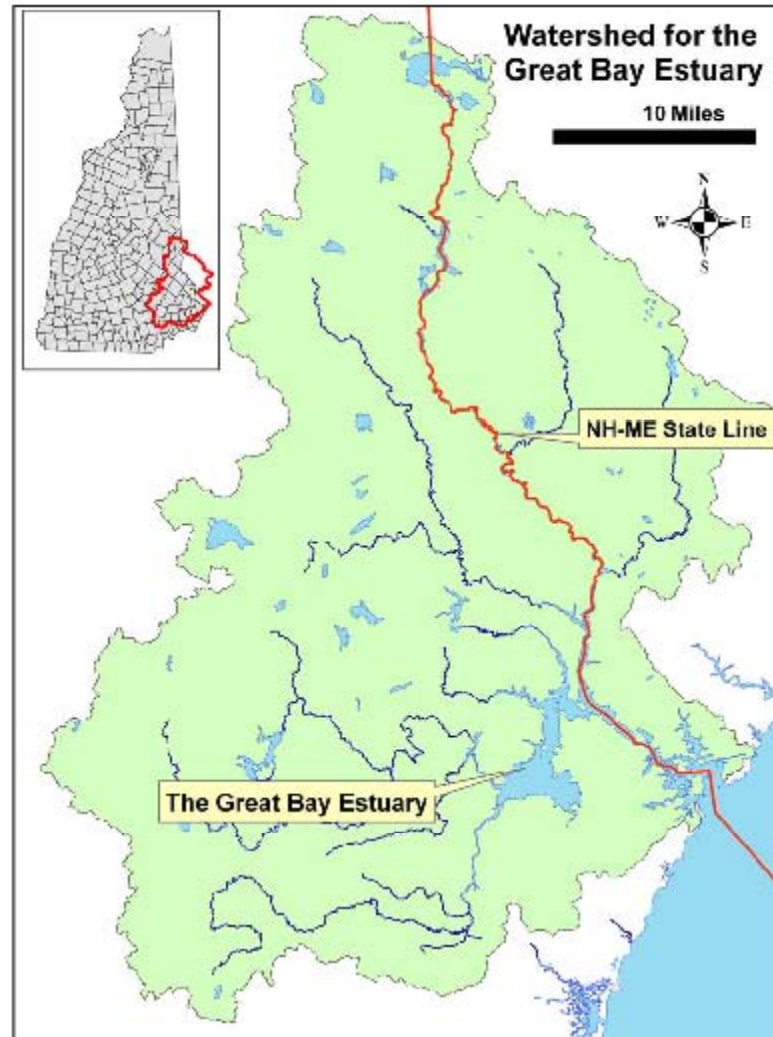 Watershed for the
Great Bay Estuary
10 Miles
N
W E
S
NH-ME State Line
The Great Bay Estuary